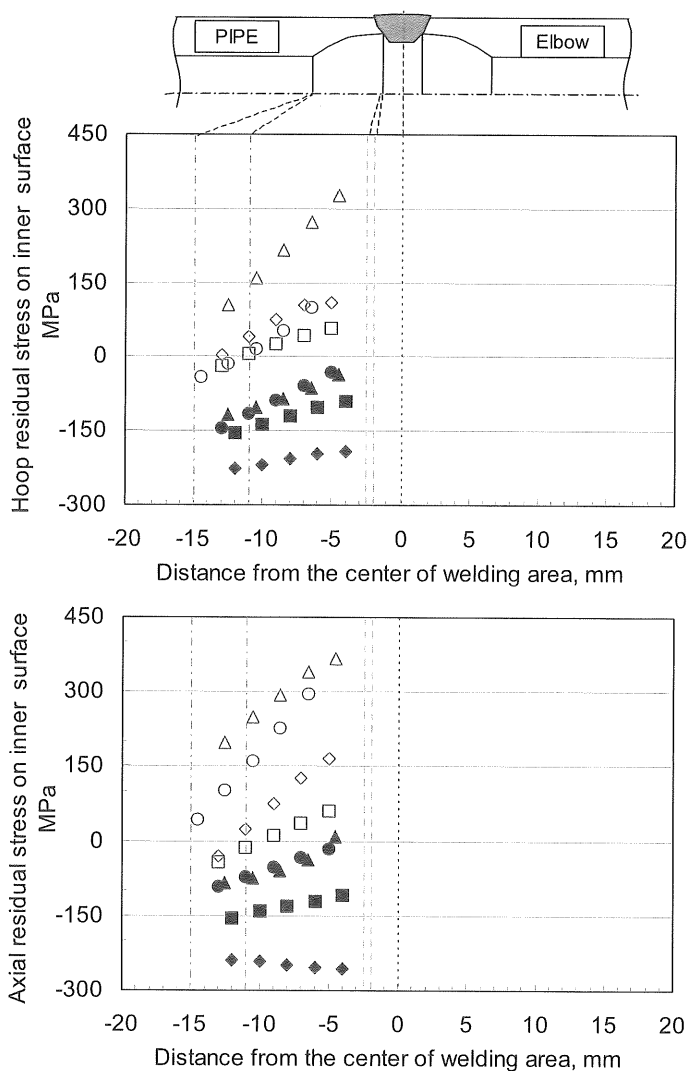 PIPE
Elbow
Hoop residual stress on inner surface
MPa
450
300
150
0
-150
-300
-20 -15 -10 -5 0 5 10 15 20
Distance from the center of welding area, mm
Axial residual stress on inner surface
MPa
450
300
150
0
-150
-300
-20 -15 -10 -5 0 5 10 15 20
Distance from the center of welding area, mm